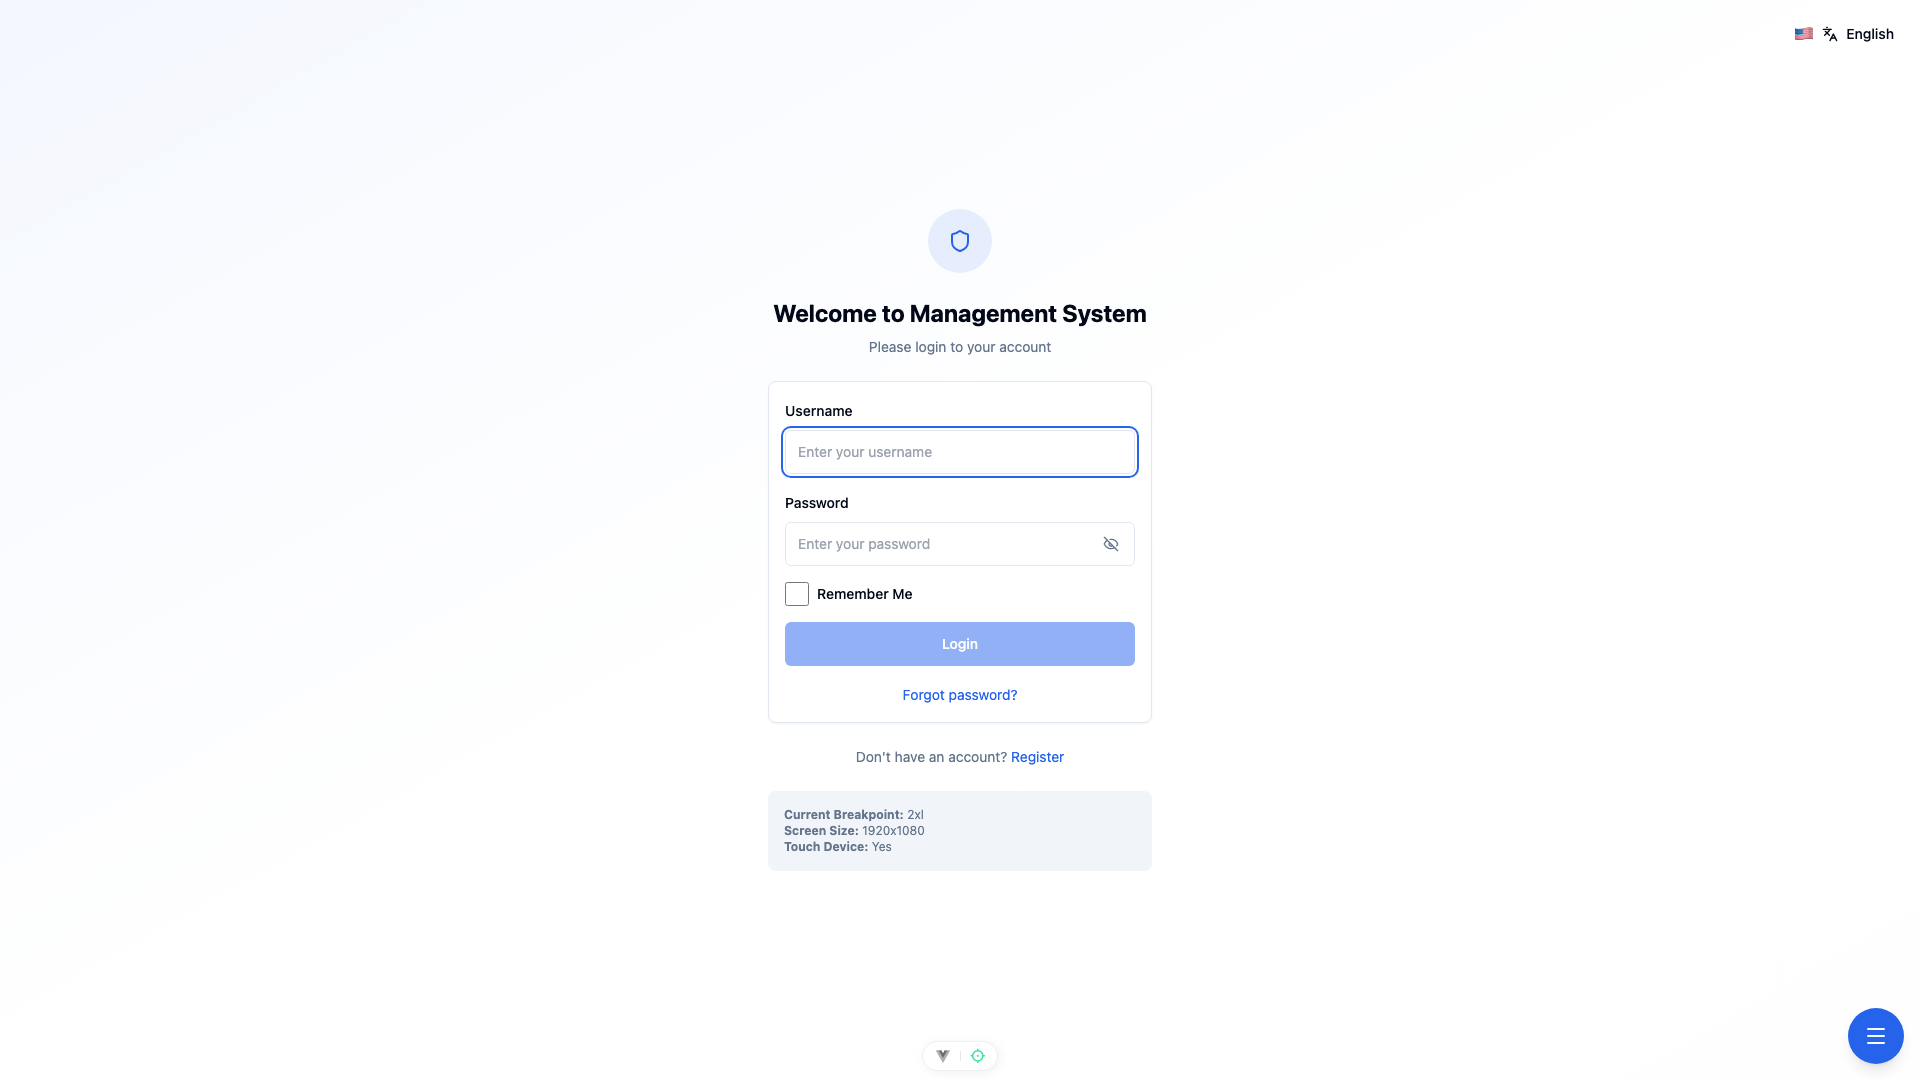 English
Welcome to Management System
Please login to your account
Username
Enter your username
Password
Enter your password
Remember Me
Login
Forgot password?
Don't have an account? Register
Current Breakpoint: 2xl
Screen Size: 1920x1080
Touch Device: Yes